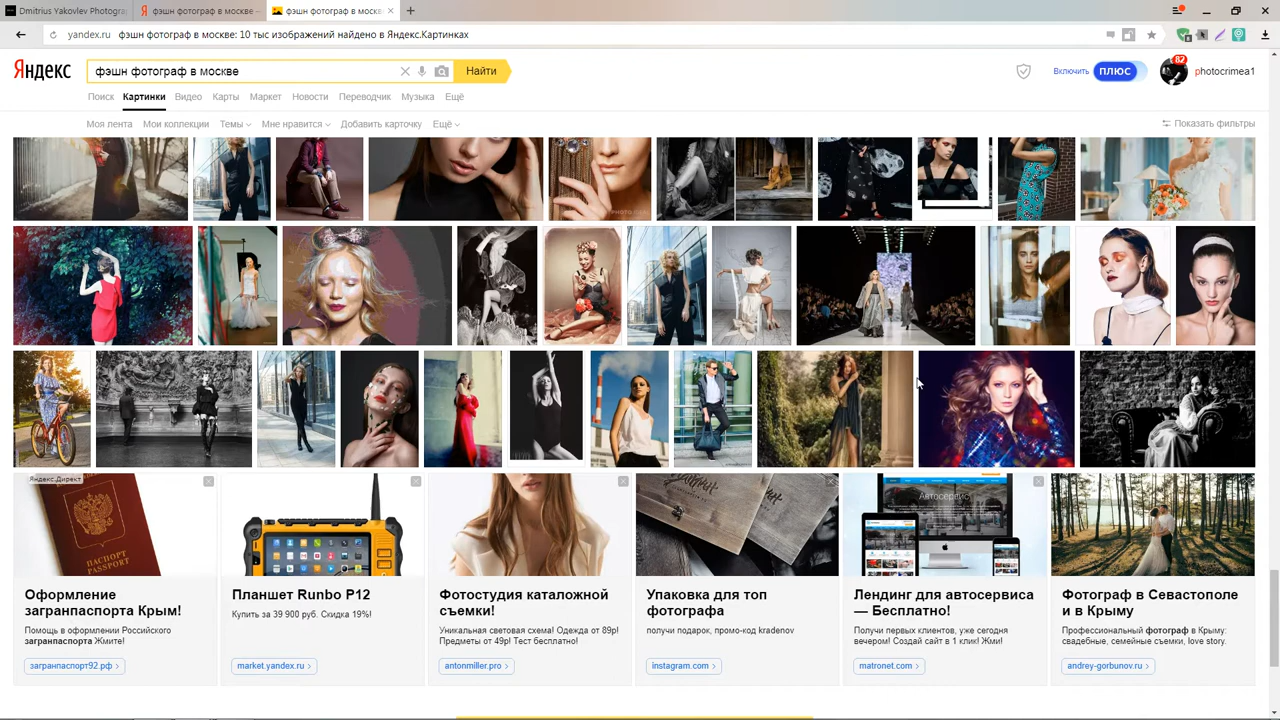 Dmitrius Yakovlev Photogra
фэшн фотограф в москве —
фэшн фотограф в москве
yandex.ru фэшн фотограф в москве: 10 тыс изображений найдено в Яндекс.Картинках
Яндекс
фэшн фотограф в москве
Найти
Включить
ПЛЮС
82
photocrimea1
Поиск Картинки Видео Карты Маркет Новости Переводчик Музыка Ещё
Моя лента Мои коллекции Темы Мне нравится Добавить карточку Ещё
Показать фильтры
Яндекс.Директ
ПАСПОРТ
PASSPORT
Автосервис
Оформление
загранпаспорта Крым!
Помощь в оформлении Российского
загранпаспорта Жмите!
загранпаспорт92.рф
Планшет Runbo P12
Купить за 39 900 руб. Скидка 19%!
market.yandex.ru
Фотостудия каталожной
съемки!
Уникальная световая схема! Одежда от 89р!
Предметы от 49р! Тест бесплатно!
antonmiller.pro
Упаковка для топ
фотографа
получи подарок, промо-код kradenov
instagram.com
Лендинг для автосервиса
— Бесплатно!
Получи первых клиентов, уже сегодня
вечером! Создай сайт в 1 клик! Жми!
matronet.com
Фотограф в Севастополе
и в Крыму
Профессиональный фотограф в Крыму:
свадебные, семейные съемки, love story.
andrey-gorbunov.ru